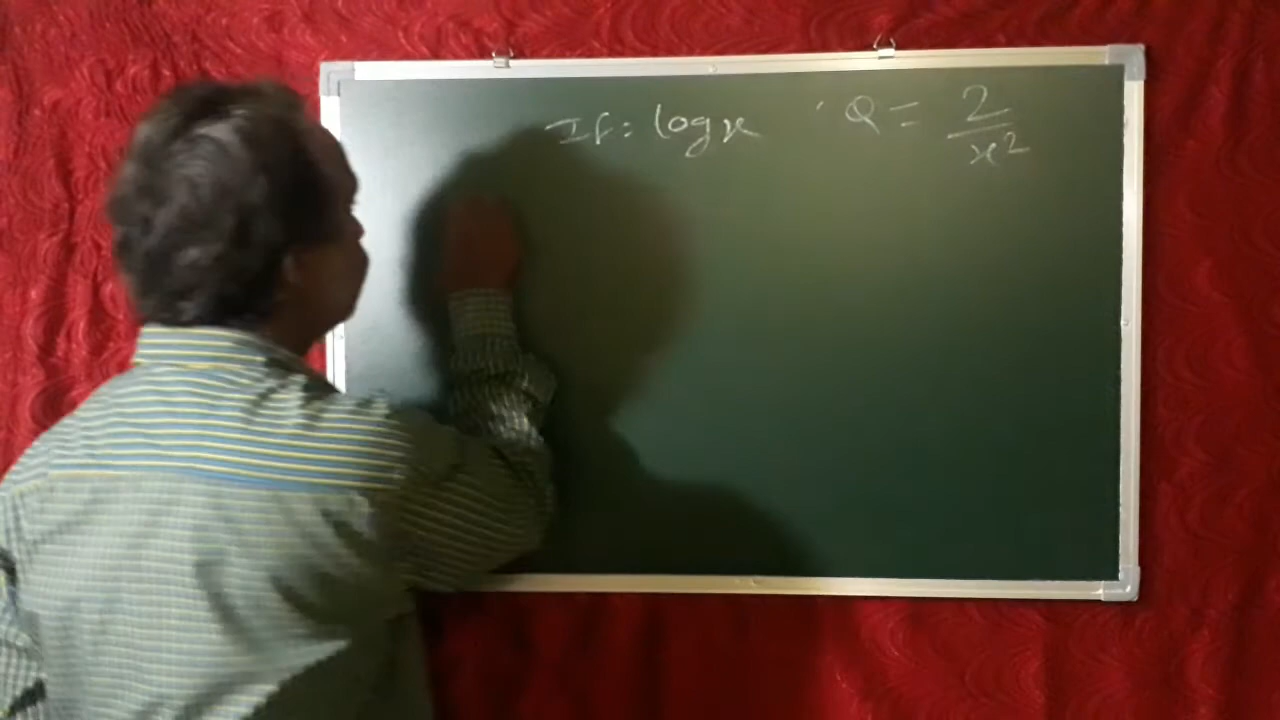 If: log x ' Q = 2/x²